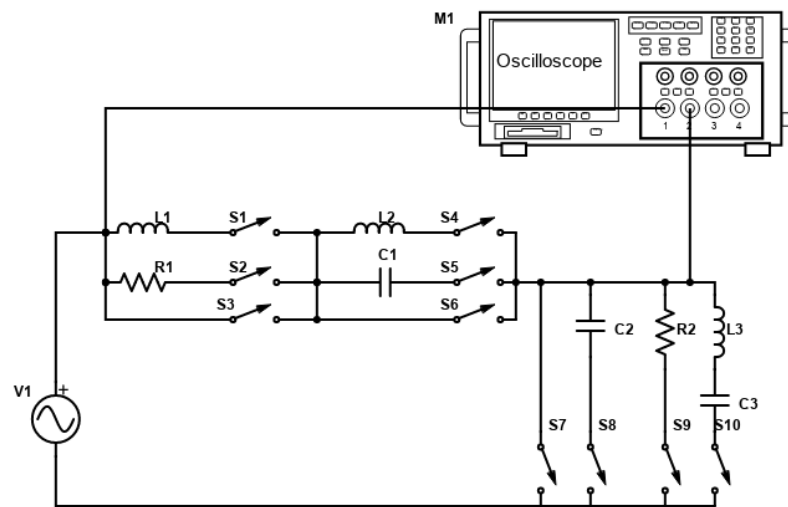 M1
Oscilloscope
1 2 3 4
L1 S1 L2 S4
R1 S2 C1 S5
S3 S6
C2 R2 L3
V1 +
C3
S7 S8 S9 S10